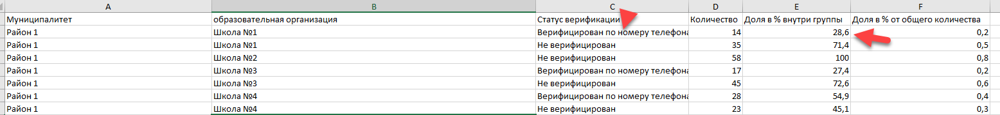 A B C D E F
Муниципалитет образовательная организация Статус верификации Количество Доля в % внутри группы Доля в % от общего количества
Район 1 Школа №1 Верифицирован по номеру телефона 14 28,6 0,2
Район 1 Школа №1 Не верифицирован 35 71,4 0,5
Район 1 Школа №2 Не верифицирован 58 100 0,8
Район 1 Школа №3 Верифицирован по номеру телефона 17 27,4 0,2
Район 1 Школа №3 Не верифицирован 45 72,6 0,6
Район 1 Школа №4 Верифицирован по номеру телефона 28 54,9 0,4
Район 1 Школа №4 Не верифицирован 23 45,1 0,3